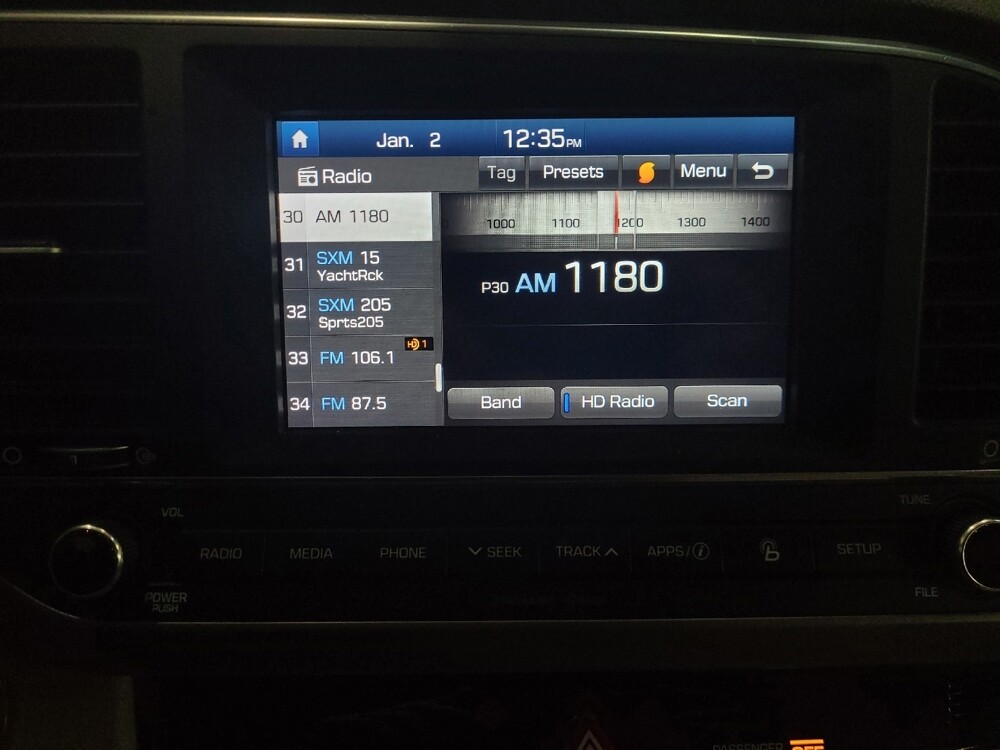 Jan. 2 12:35PM
Radio Tag Presets Menu
30 AM 1180
1000 1100 1200 1300 1400
31 SXM 15
YachtRck
P30 AM 1180
32 SXM 205
Sprts205
33 FM 106.1 HD 1
34 FM 87.5
Band HD Radio Scan
VOL
TUNE
RADIO MEDIA PHONE SEEK TRACK APPS/i SETUP
POWER
PUSH
FILE
PASSENGER OFF